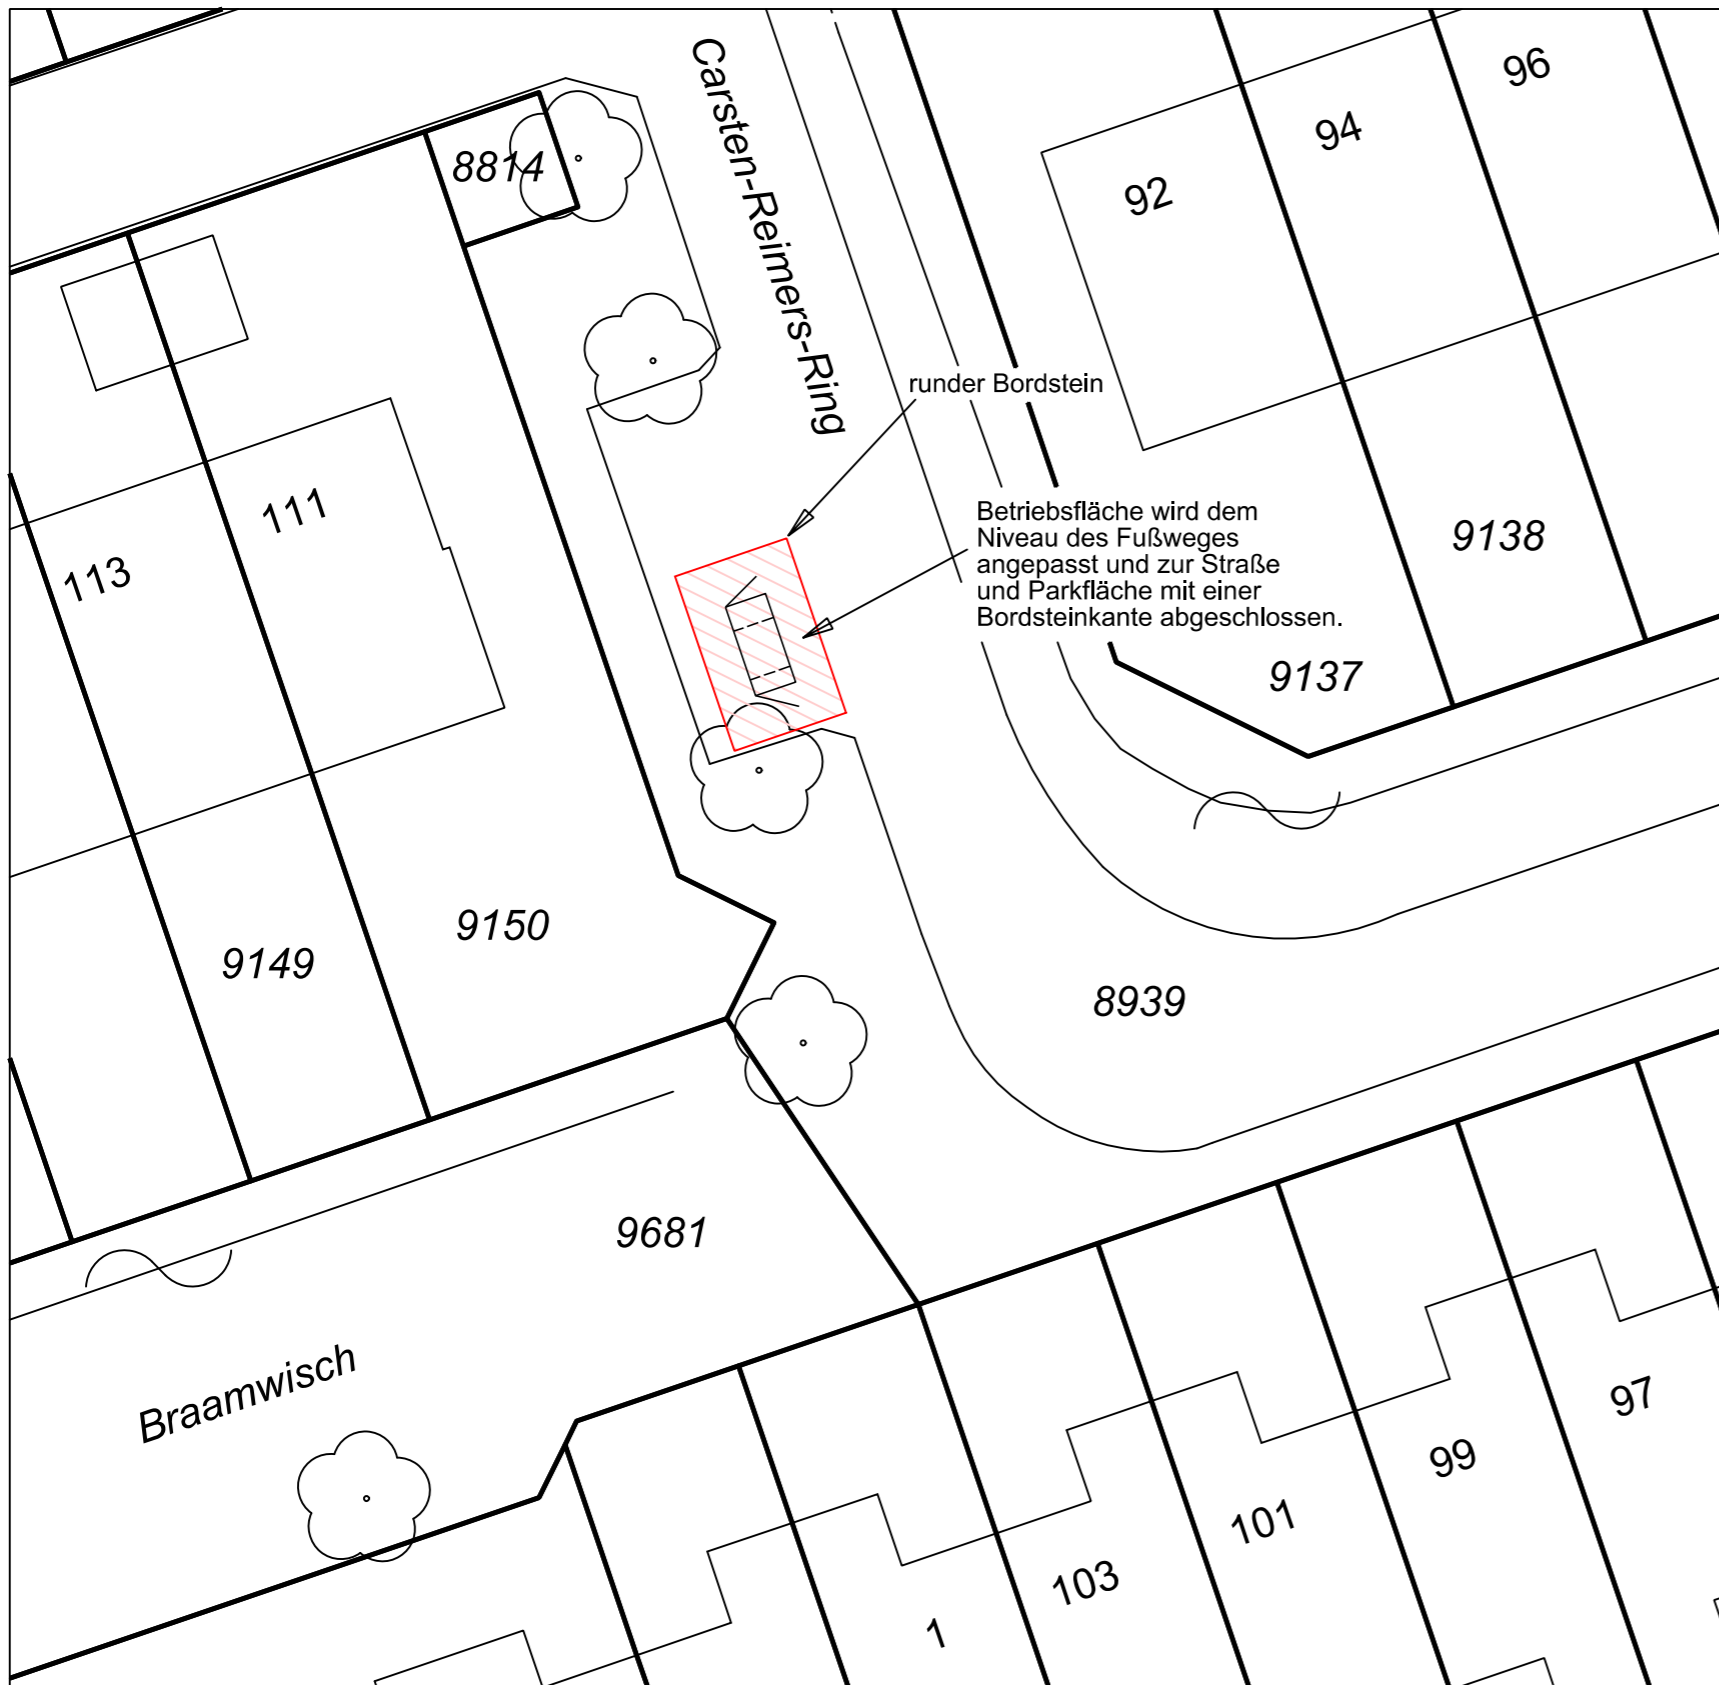 96
94
92
8814
Carsten-Reimers-Ring
runder Bordstein
111
113
Betriebsfläche wird dem
Niveau des Fußweges
angepasst und zur Straße
und Parkfläche mit einer
Bordsteinkante abgeschlossen.
9138
9137
9150
9149
8939
9681
Braamwisch
97
99
101
103
1